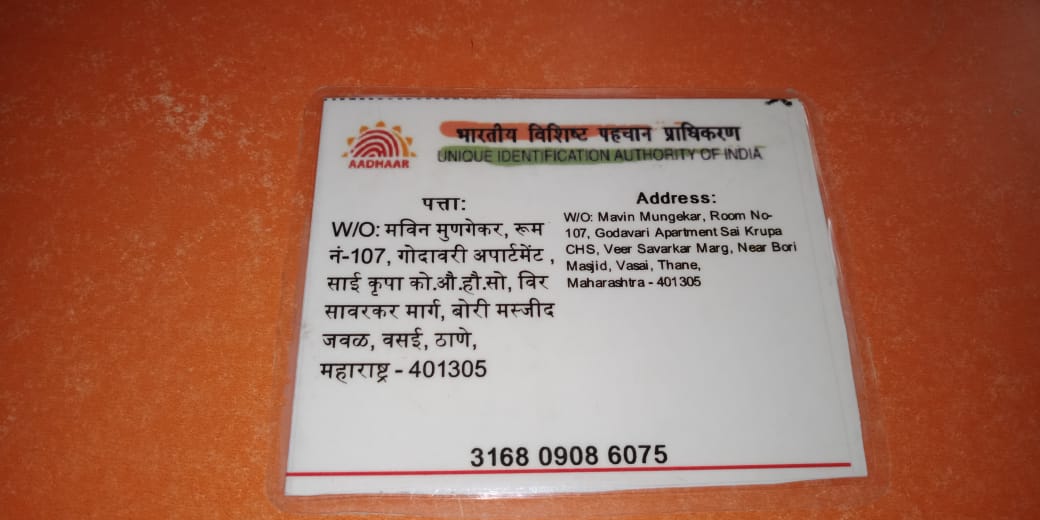 AADHAAR
भारतीय विशिष्ट पहचान प्राधिकरण
UNIQUE IDENTIFICATION AUTHORITY OF INDIA
पत्ता:
W/O: मविन मुणगेकर, रूम
नं-107, गोदावरी अपार्टमेंट ,
साई कृपा को.औ.हौ.सो, विर
सावरकर मार्ग, बोरी मस्जीद
जवळ, वसई, ठाणे,
महाराष्ट्र - 401305
Address:
W/O: Mavin Mungekar, Room No-
107, Godavari Apartment Sai Krupa
CHS, Veer Savarkar Marg, Near Bori
Masjid, Vasai, Thane,
Maharashtra - 401305
3168 0908 6075